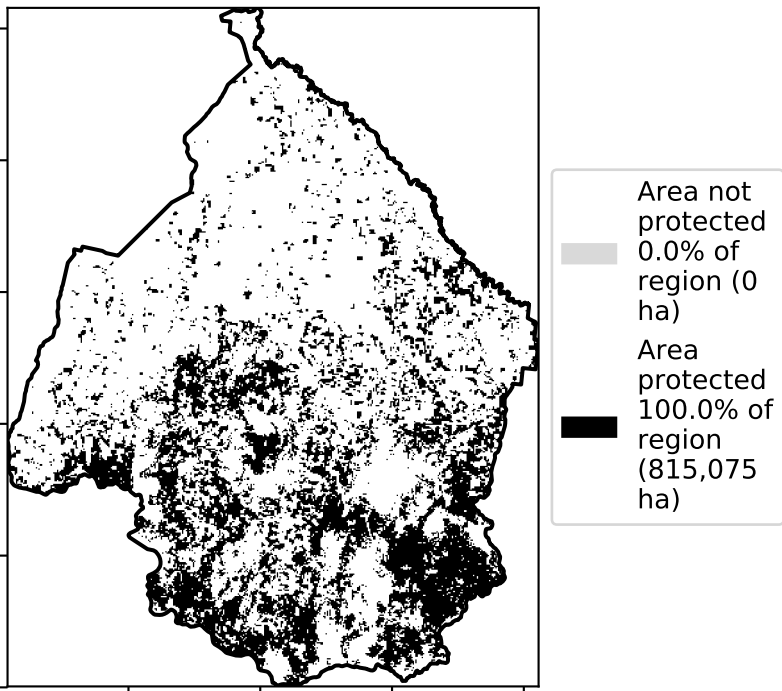 Area not
protected
0.0% of
region (0
ha)
Area
protected
100.0% of
region
(815,075
ha)